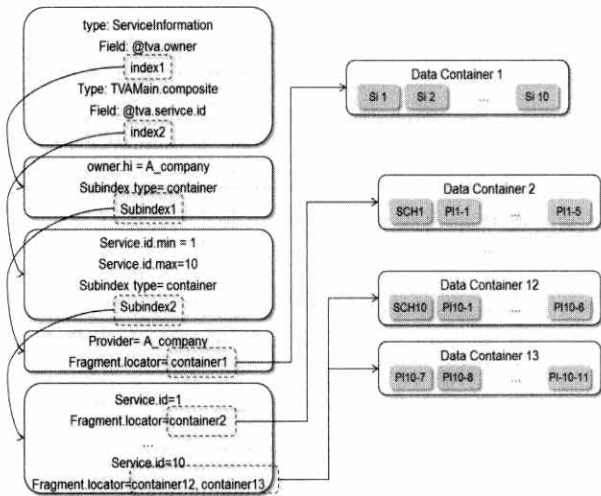 type: ServiceInformation
Field: @tva.owner
index1
Type: TVAMain.composite
Field: @tva.serivce.id
index2
owner.hi = A_company
Subindex type= container
Subindex1
Service.id.min = 1
Service.id.max=10
Subindex type= container
Subindex2
Provider= A_company
Fragment.locator= container1
Service.id=1
Fragment.locator=container2
...
Service.id=10
Fragment.locator=container12, container13
Data Container 1
Si 1 Si 2 ... Si 10
Data Container 2
SCH1 PI1-1 ... PI1-5
...
Data Container 12
SCH10 PI10-1 ... PI10-6
Data Container 13
PI10-7 PI10-8 ... PI-10-11